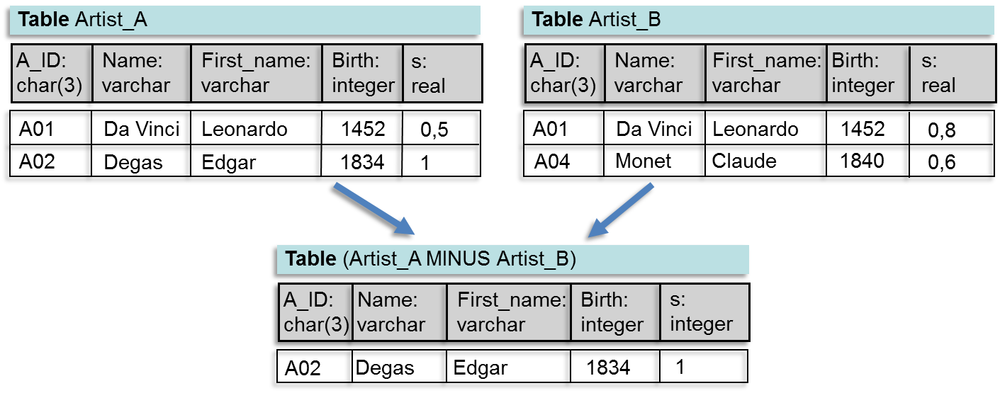 Table Artist_A
A_ID: Name: First_name: Birth: s:
char(3) varchar varchar integer real
A01 Da Vinci Leonardo 1452 0,5
A02 Degas Edgar 1834 1
Table Artist_B
A_ID: Name: First_name: Birth: s:
char(3) varchar varchar integer real
A01 Da Vinci Leonardo 1452 0,8
A04 Monet Claude 1840 0,6
Table (Artist_A MINUS Artist_B)
A_ID: Name: First_name: Birth: s:
char(3) varchar varchar integer integer
A02 Degas Edgar 1834 1